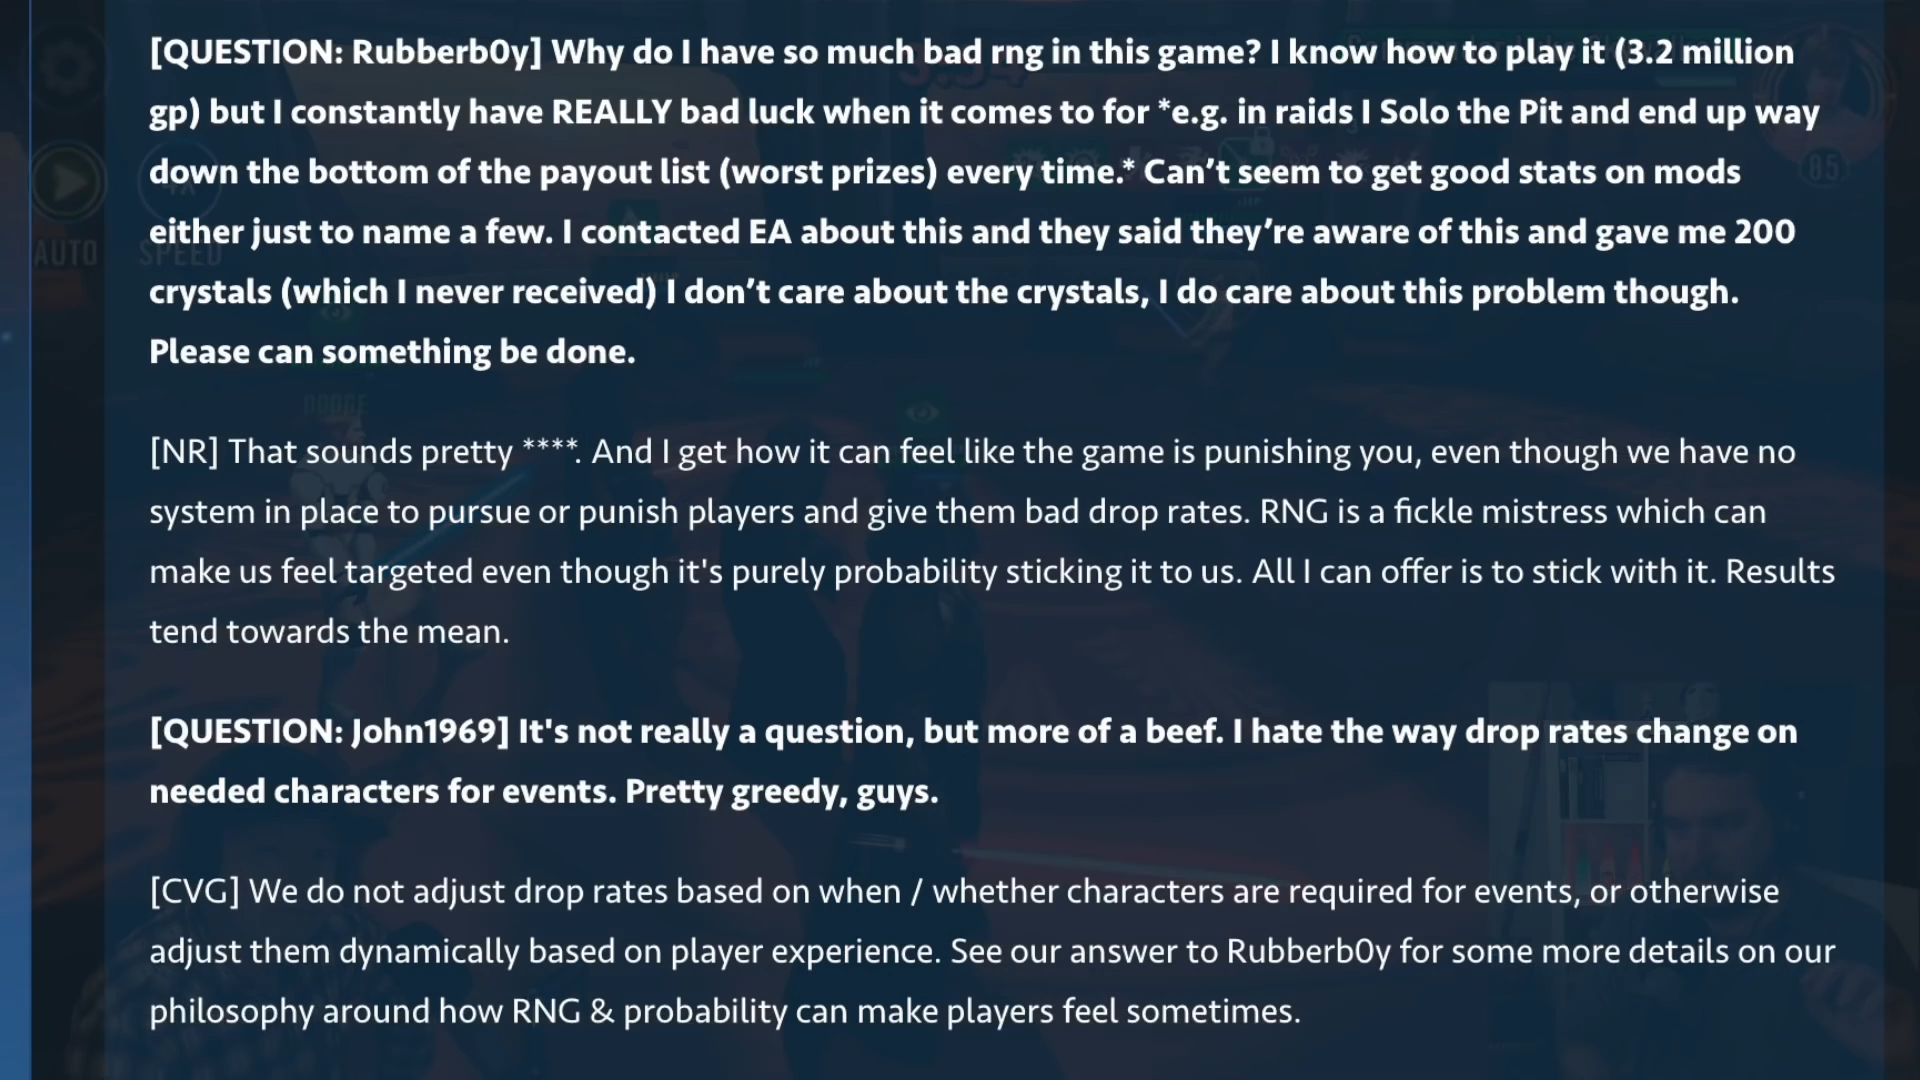 [QUESTION: Rubberb0y] Why do I have so much bad rng in this game? I know how to play it (3.2 million
gp) but I constantly have REALLY bad luck when it comes to for *e.g. in raids I Solo the Pit and end up way
down the bottom of the payout list (worst prizes) every time.* Can’t seem to get good stats on mods
either just to name a few. I contacted EA about this and they said they’re aware of this and gave me 200
crystals (which I never received) I don’t care about the crystals, I do care about this problem though.
Please can something be done.
AUTO
SPEED
85
DODGE
[NR] That sounds pretty ****. And I get how it can feel like the game is punishing you, even though we have no
system in place to pursue or punish players and give them bad drop rates. RNG is a fickle mistress which can
make us feel targeted even though it's purely probability sticking it to us. All I can offer is to stick with it. Results
tend towards the mean.
[QUESTION: John1969] It's not really a question, but more of a beef. I hate the way drop rates change on
needed characters for events. Pretty greedy, guys.
[CVG] We do not adjust drop rates based on when / whether characters are required for events, or otherwise
adjust them dynamically based on player experience. See our answer to Rubberb0y for some more details on our
philosophy around how RNG & probability can make players feel sometimes.